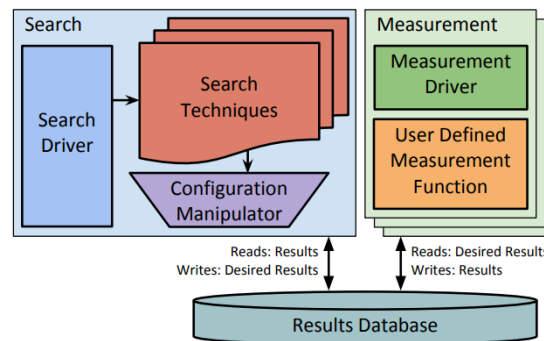 Search
Search
Driver
Search
Techniques
Configuration
Manipulator
Measurement
Measurement
Driver
User Defined
Measurement
Function
Reads: Results
Writes: Desired Results
Reads: Desired Results
Writes: Results
Results Database